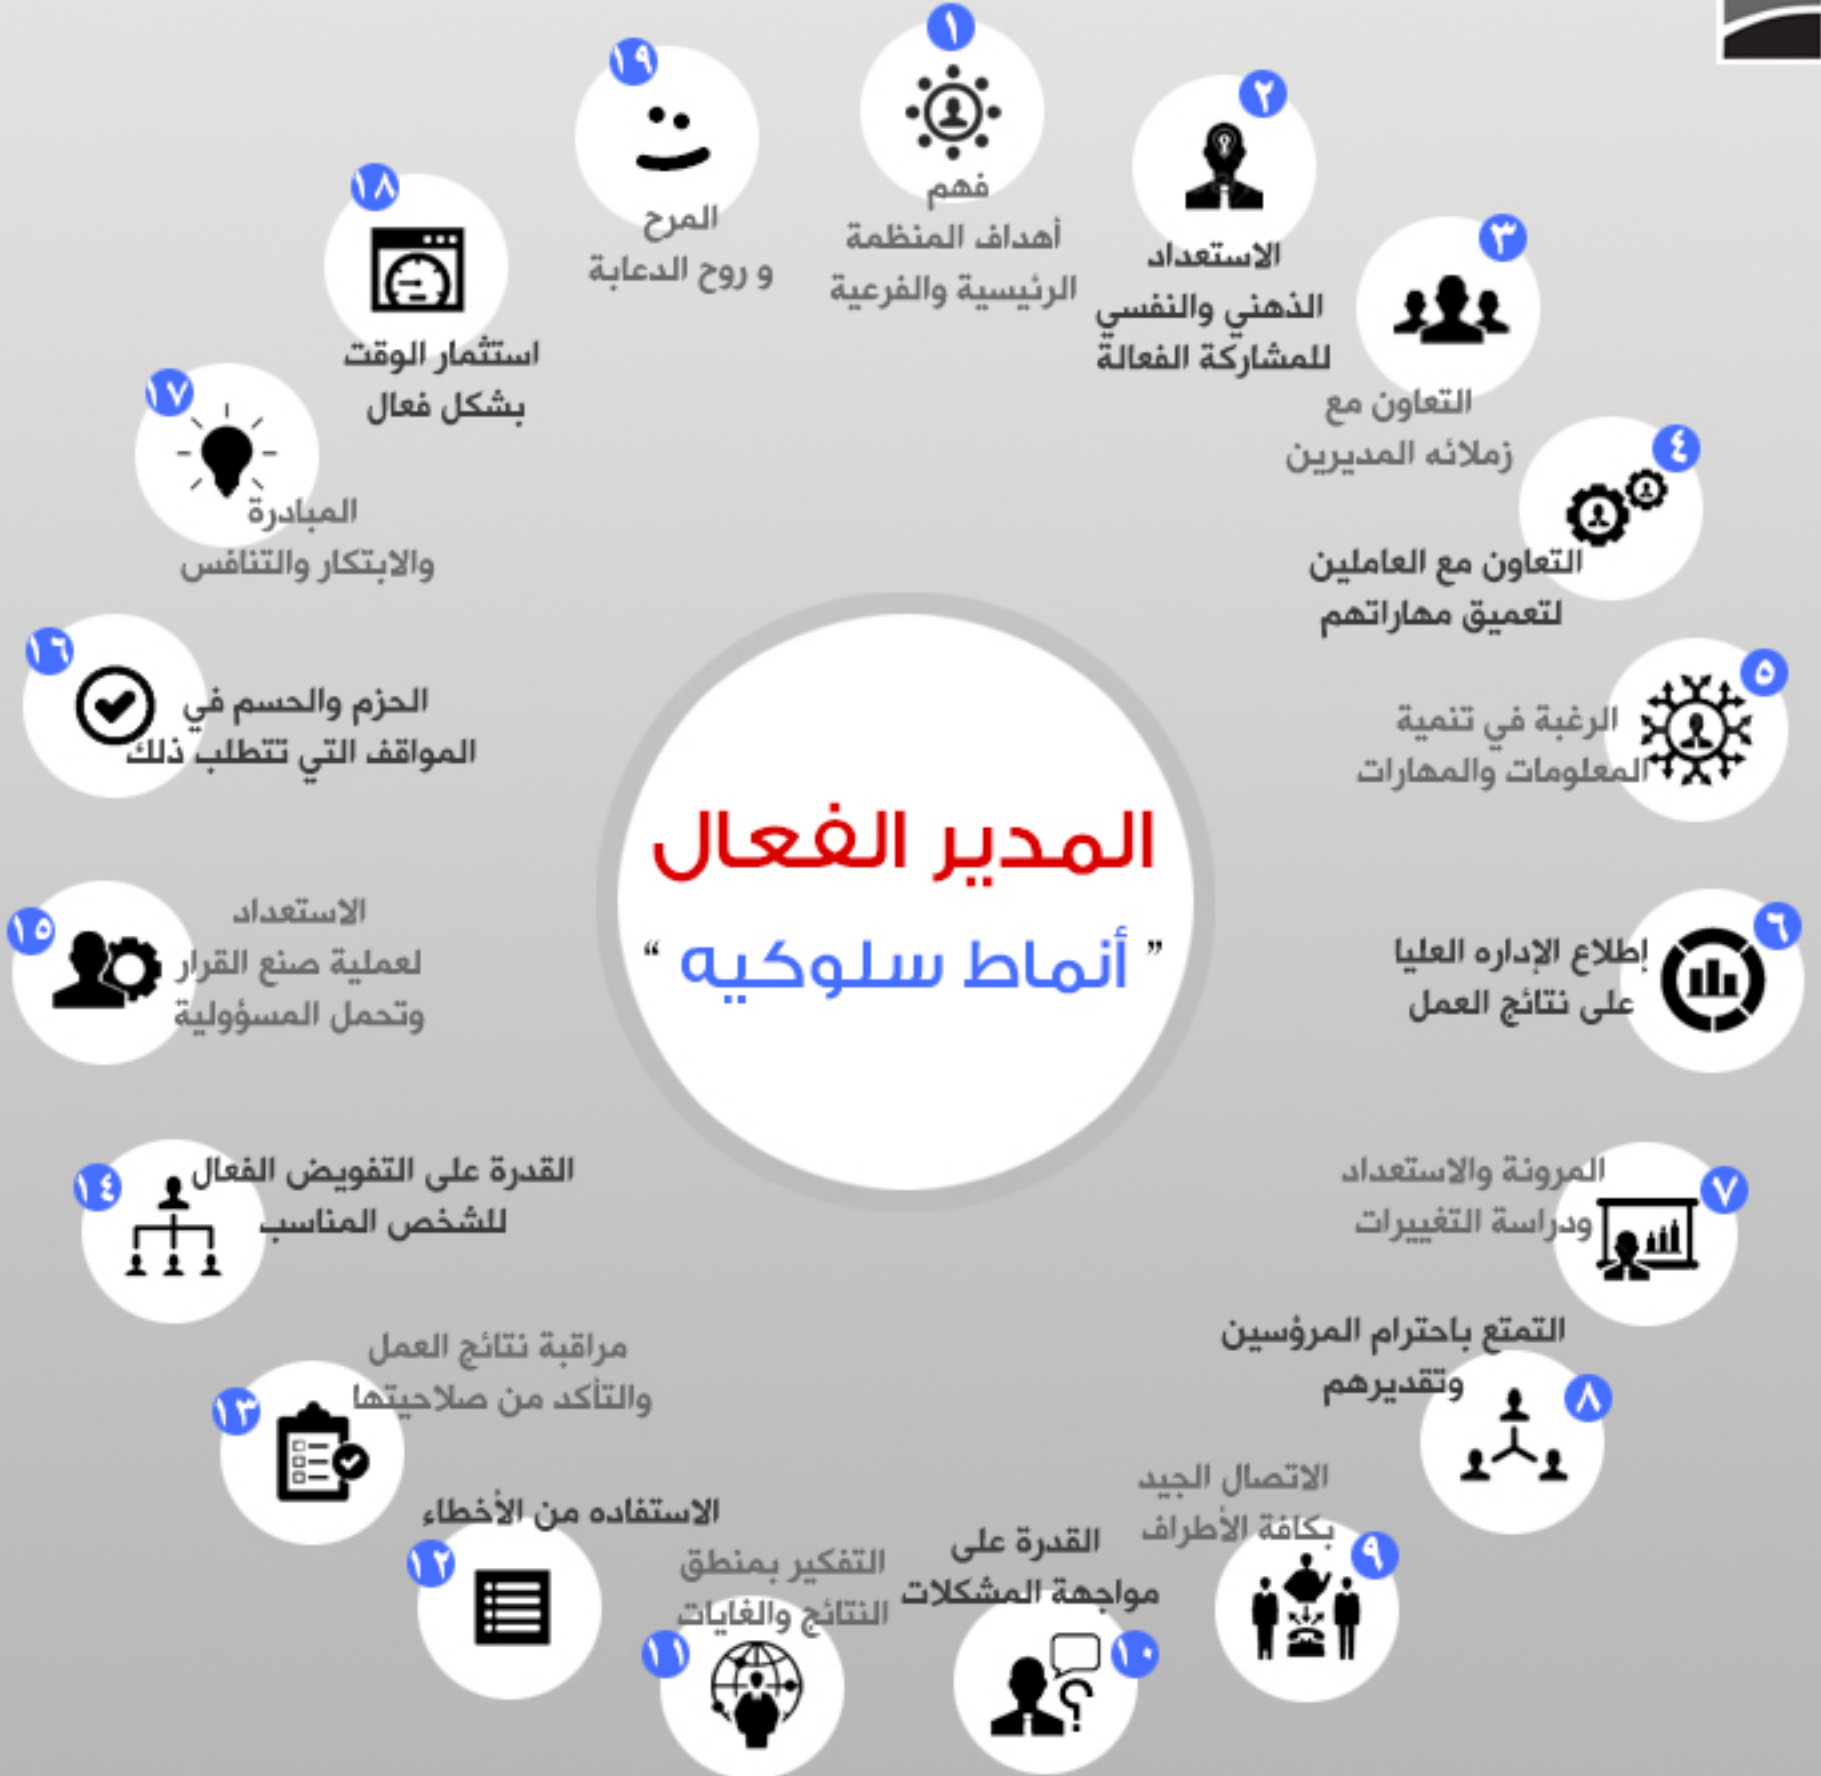 المدير الفعال
" أنماط سلوكيه "
١
فهم
أهداف المنظمة
الرئيسية والفرعية
٢
الاستعداد
الذهني والنفسي
للمشاركة الفعالة
٣
التعاون مع
زملائه المديرين
٤
التعاون مع العاملين
لتعميق مهاراتهم
٥
الرغبة في تنمية
المعلومات والمهارات
٦
إطلاع الإداره العليا
على نتائج العمل
٧
المرونة والاستعداد
ودراسة التغييرات
٨
التمتع باحترام المرؤسين
وتقديرهم
٩
الاتصال الجيد
بكافة الأطراف
١٠
القدرة على
مواجهة المشكلات
١١
التفكير بمنطق
النتائج والغايات
١٢
الاستفاده من الأخطاء
١٣
مراقبة نتائج العمل
والتأكد من صلاحيتها
١٤
القدرة على التفويض الفعال
للشخص المناسب
١٥
الاستعداد
لعملية صنع القرار
وتحمل المسؤولية
١٦
الحزم والحسم في
المواقف التي تتطلب ذلك
١٧
المبادرة
والابتكار والتنافس
١٨
استثمار الوقت
بشكل فعال
١٩
المرح
و روح الدعابة